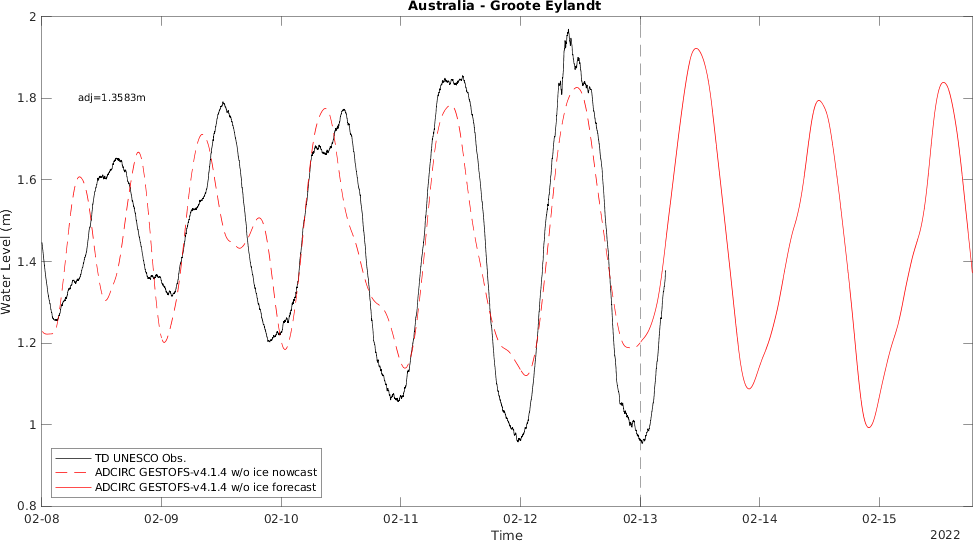 Australia - Groote Eylandt
2
1.8
1.6
1.4
1.2
1
0.8
Water Level (m)
adj=1.3583m
TD UNESCO Obs.
ADCIRC GESTOFS-v4.1.4 w/o ice nowcast
ADCIRC GESTOFS-v4.1.4 w/o ice forecast
02-08 02-09 02-10 02-11 02-12 02-13 02-14 02-15
Time
2022